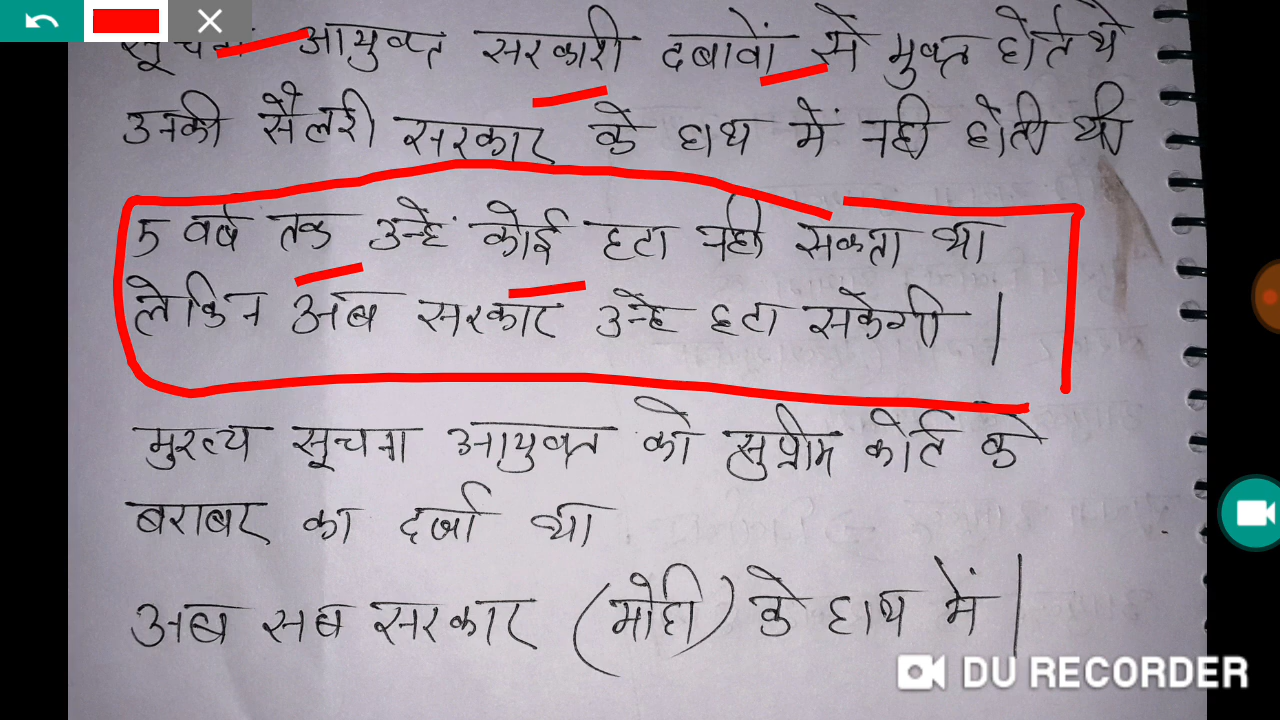 सूचना आयुक्त सरकारी दबावों से मुक्त होते थे
उनकी सैलरी सरकार के हाथ में नही होती थी
5 वर्ष तक उन्हें कोई हटा नही सकता था
लेकिन अब सरकार उन्हे हटा सकेगी |
मुख्य सूचना आयुक्त को सुप्रीम कोर्ट के
बराबर का दर्जा था
अब सब सरकार (मोदी) के हाथ में |
DU RECORDER